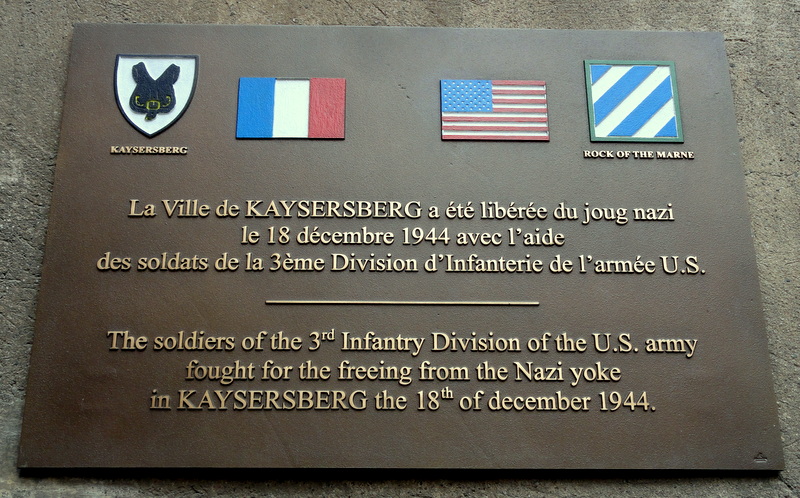 KAYSERSBERG
ROCK OF THE MARNE
La Ville de KAYSERSBERG a été libérée du joug nazi
le 18 décembre 1944 avec l'aide
des soldats de la 3ème Division d'Infanterie de l'armée U.S.
The soldiers of the 3rd Infantry Division of the U.S. army
fought for the freeing from the Nazi yoke
in KAYSERSBERG the 18th of december 1944.